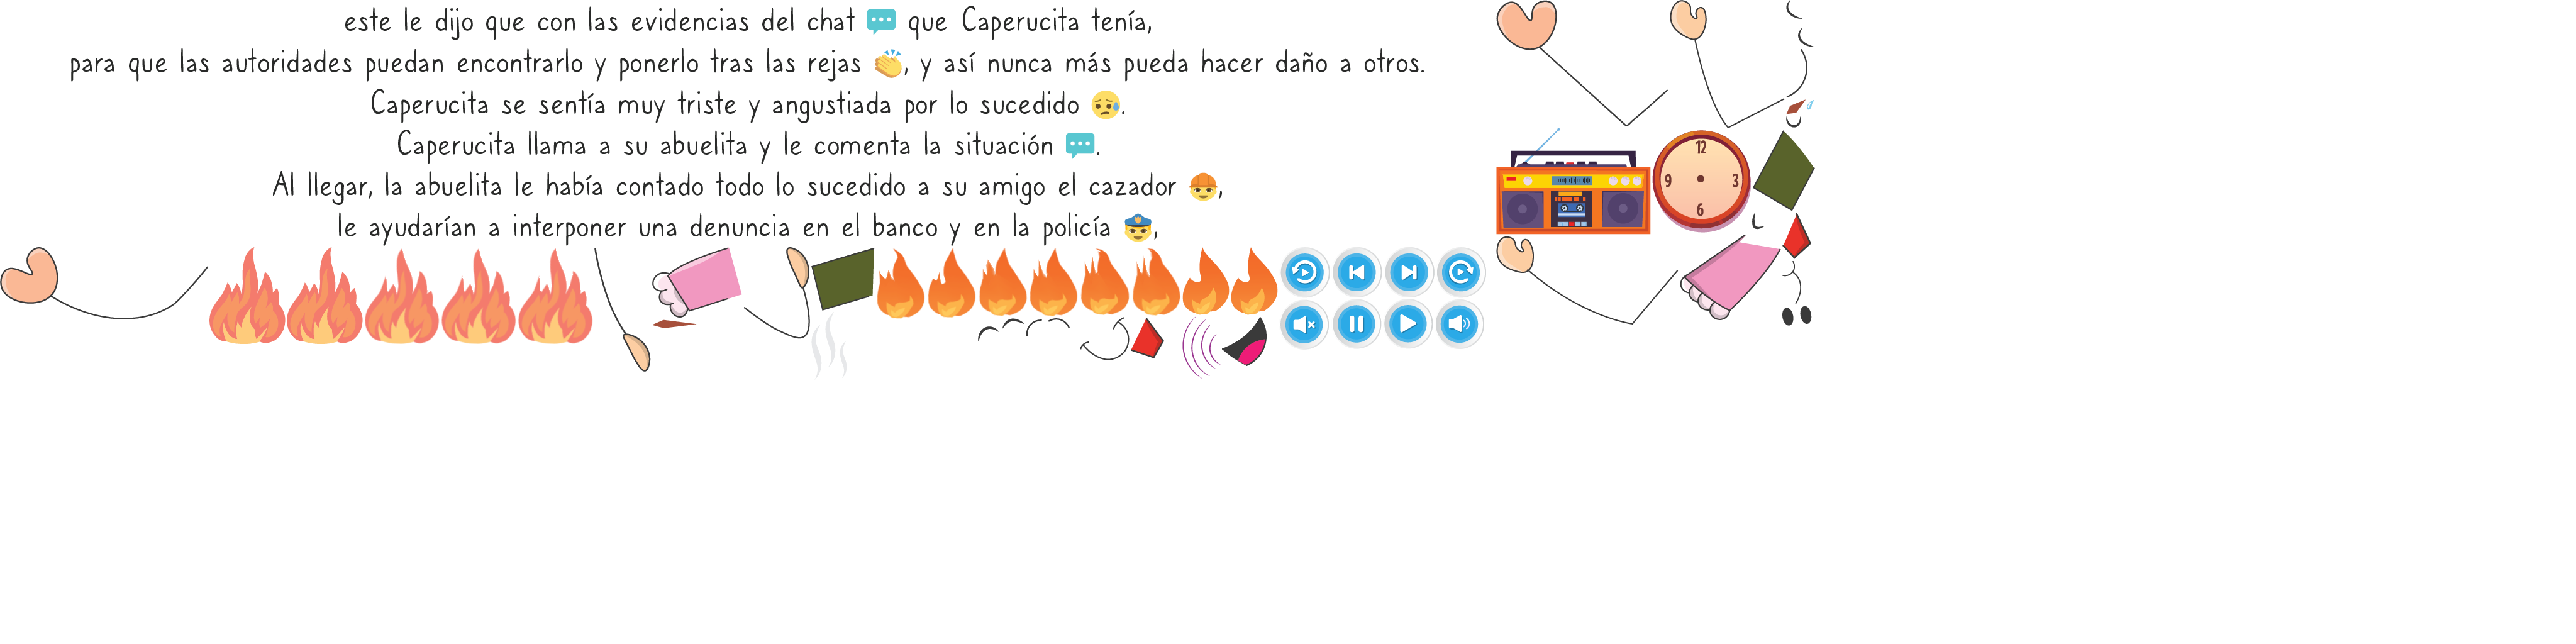 este le dijo que con las evidencias del chat 💬 que Caperucita tenía,
para que las autoridades puedan encontrarlo y ponerlo tras las rejas 👏, y así nunca más pueda hacer daño a otros.
Caperucita se sentía muy triste y angustiada por lo sucedido 😥.
Caperucita llama a su abuelita y le comenta la situación 💬.
Al llegar, la abuelita le había contado todo lo sucedido a su amigo el cazador 👷,
le ayudarían a interponer una denuncia en el banco y en la policía 👮,
12
9 3
6